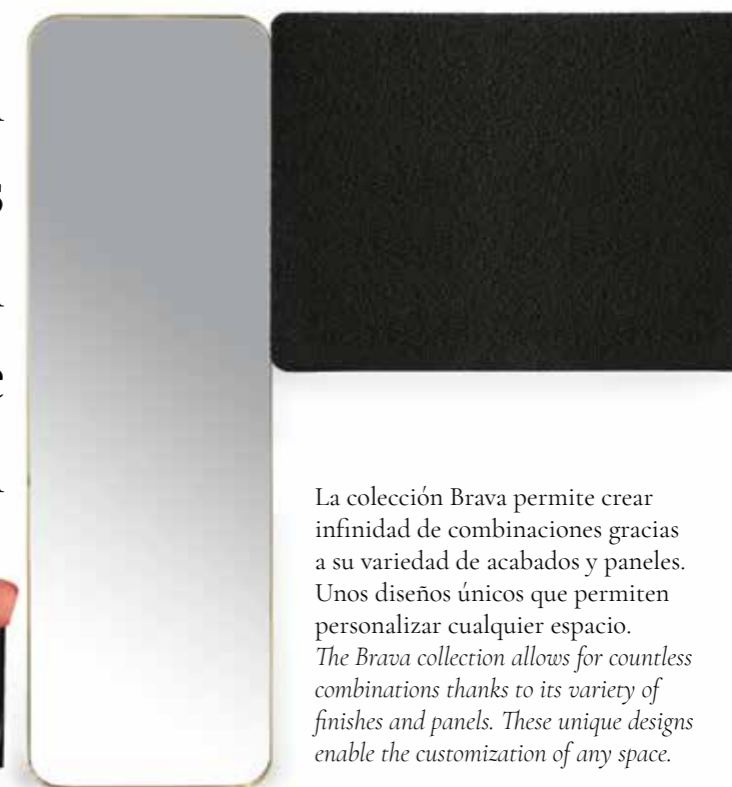 La colección Brava permite crear
infinidad de combinaciones gracias
a su variedad de acabados y paneles.
Unos diseños únicos que permiten
personalizar cualquier espacio.
The Brava collection allows for countless
combinations thanks to its variety of
finishes and panels. These unique designs
enable the customization of any space.